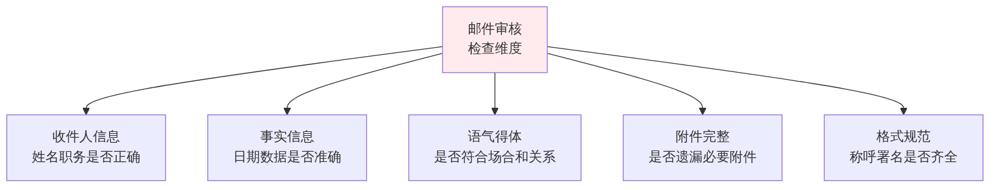 邮件审核
检查维度
收件人信息
姓名职务是否正确
事实信息
日期数据是否准确
语气得体
是否符合场合和关系
附件完整
是否遗漏必要附件
格式规范
称呼署名是否齐全